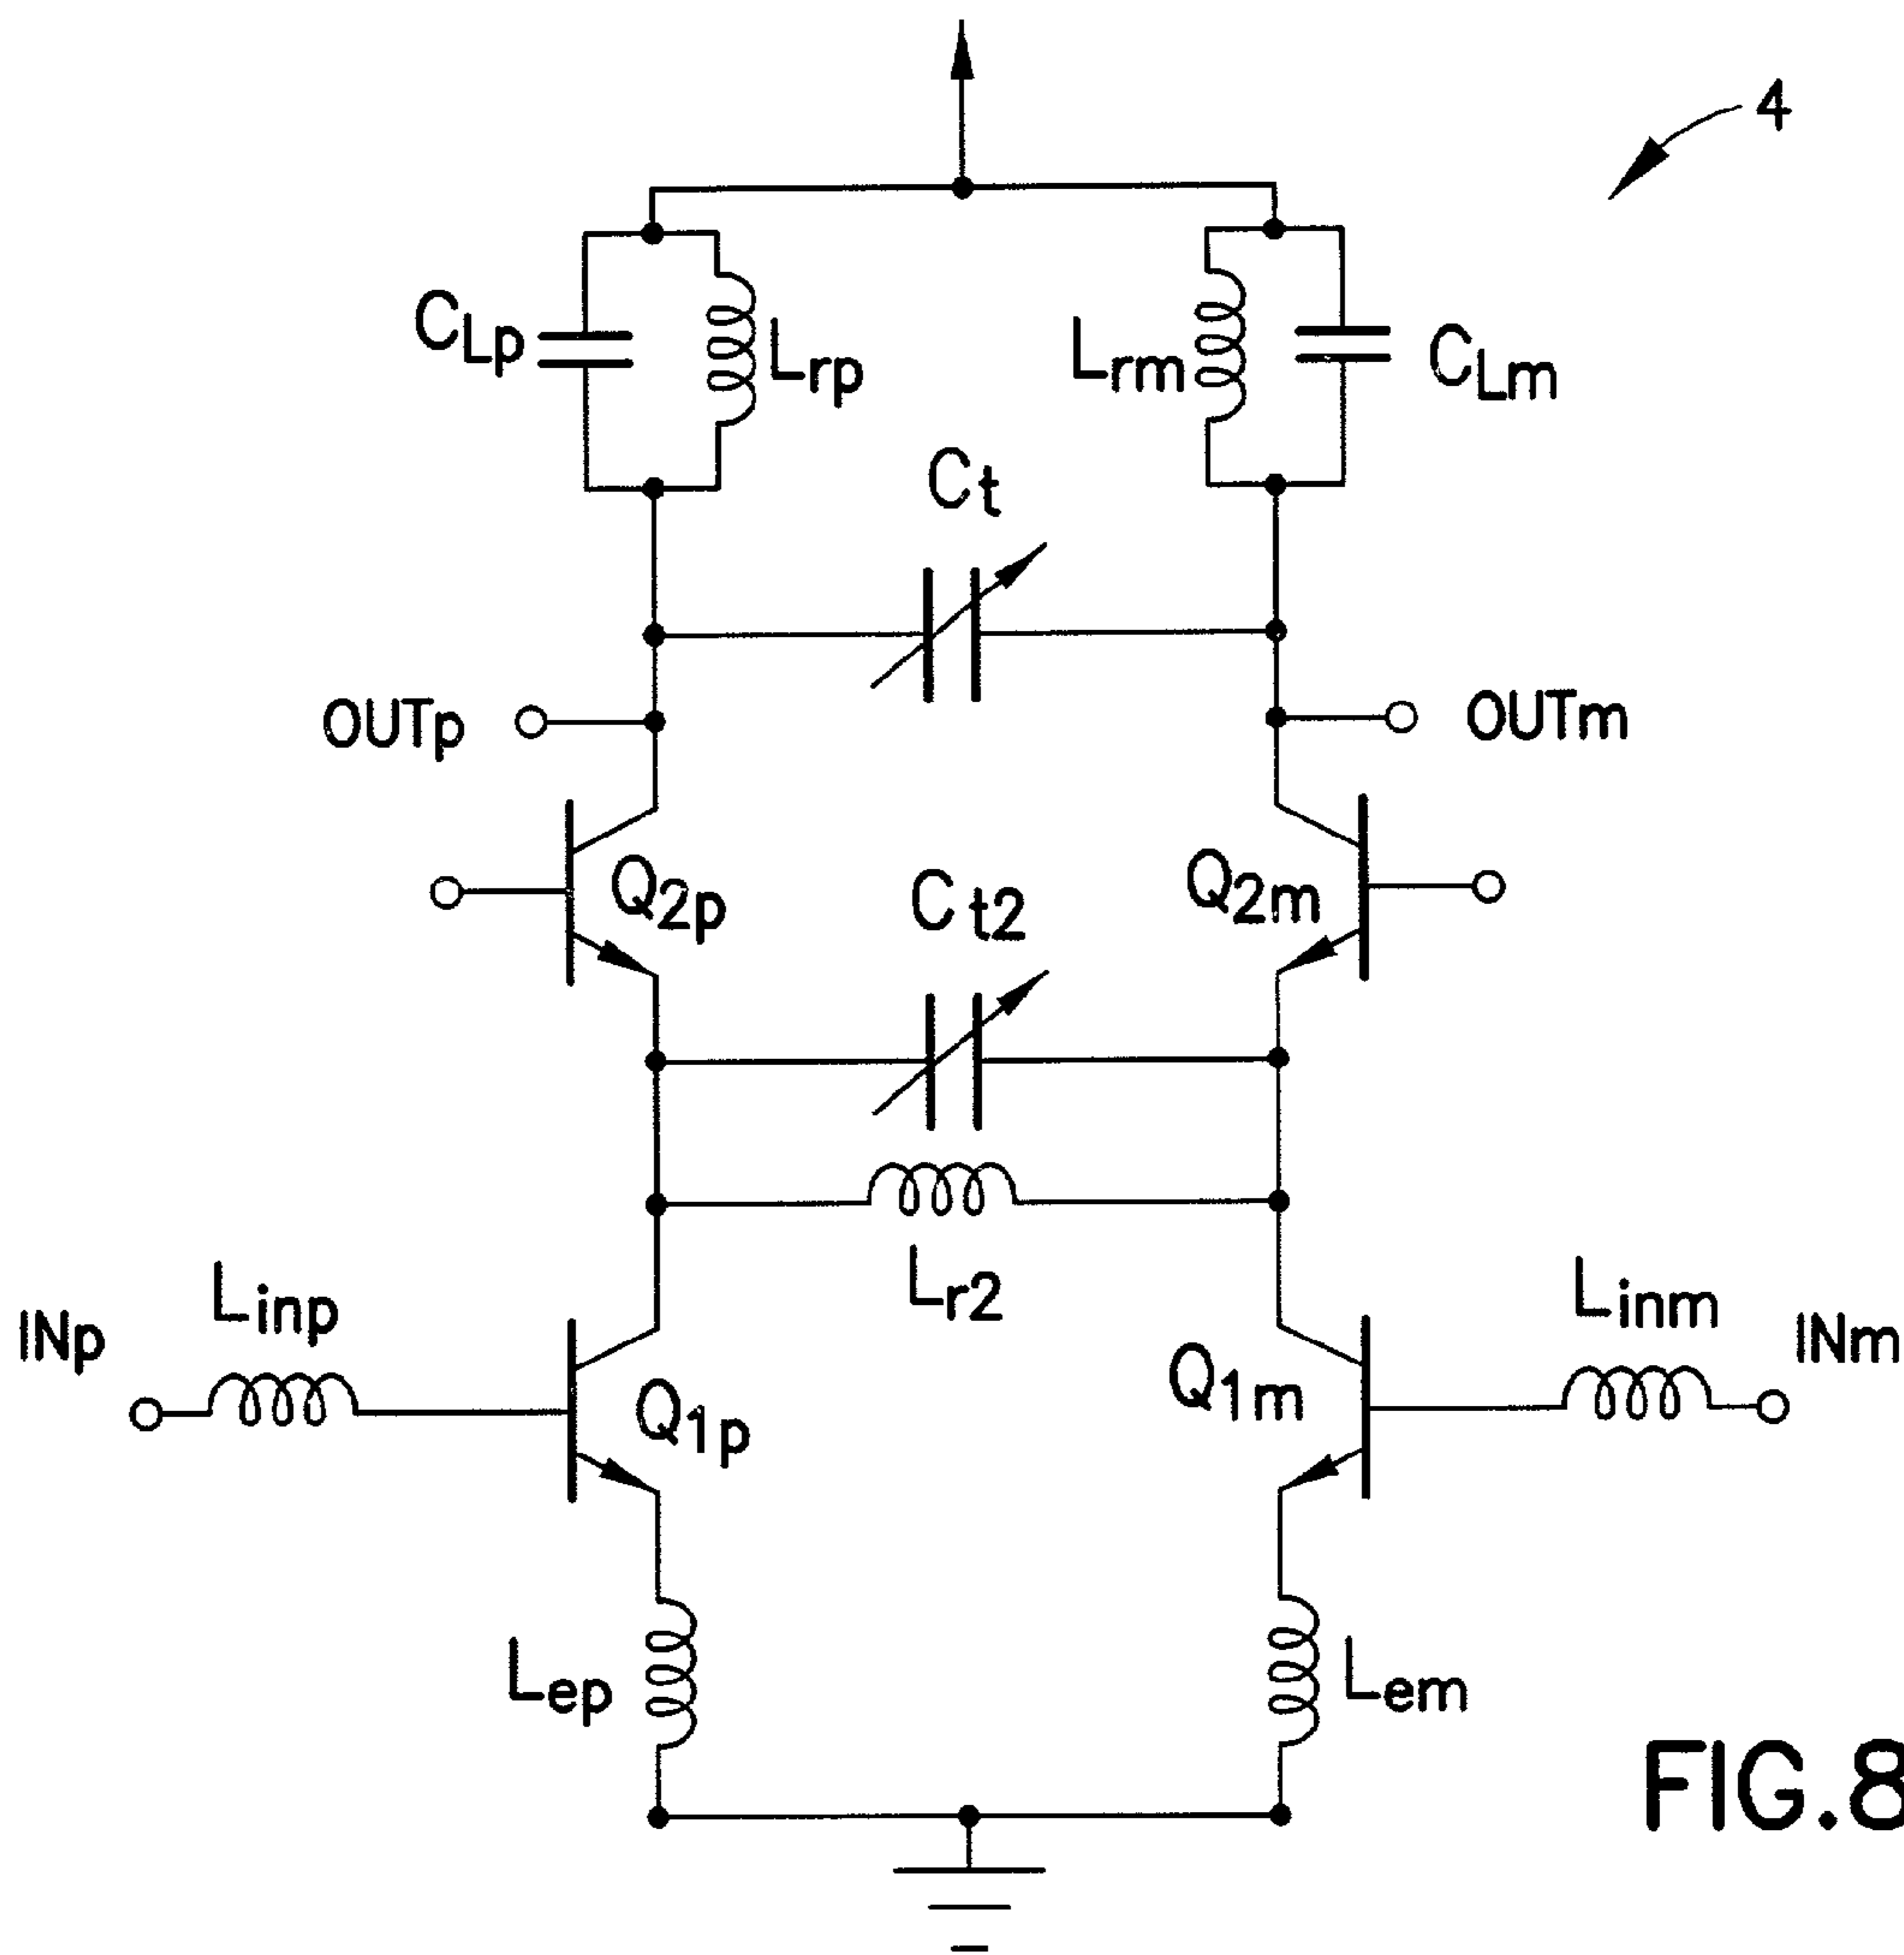 4
CLp
Lrp
Lrm
CLm
Ct
OUTp
OUTm
Q2p
Q2m
Ct2
Lr2
INp
Linp
Linm
INm
Q1p
Q1m
Lep
Lem
FIG.8